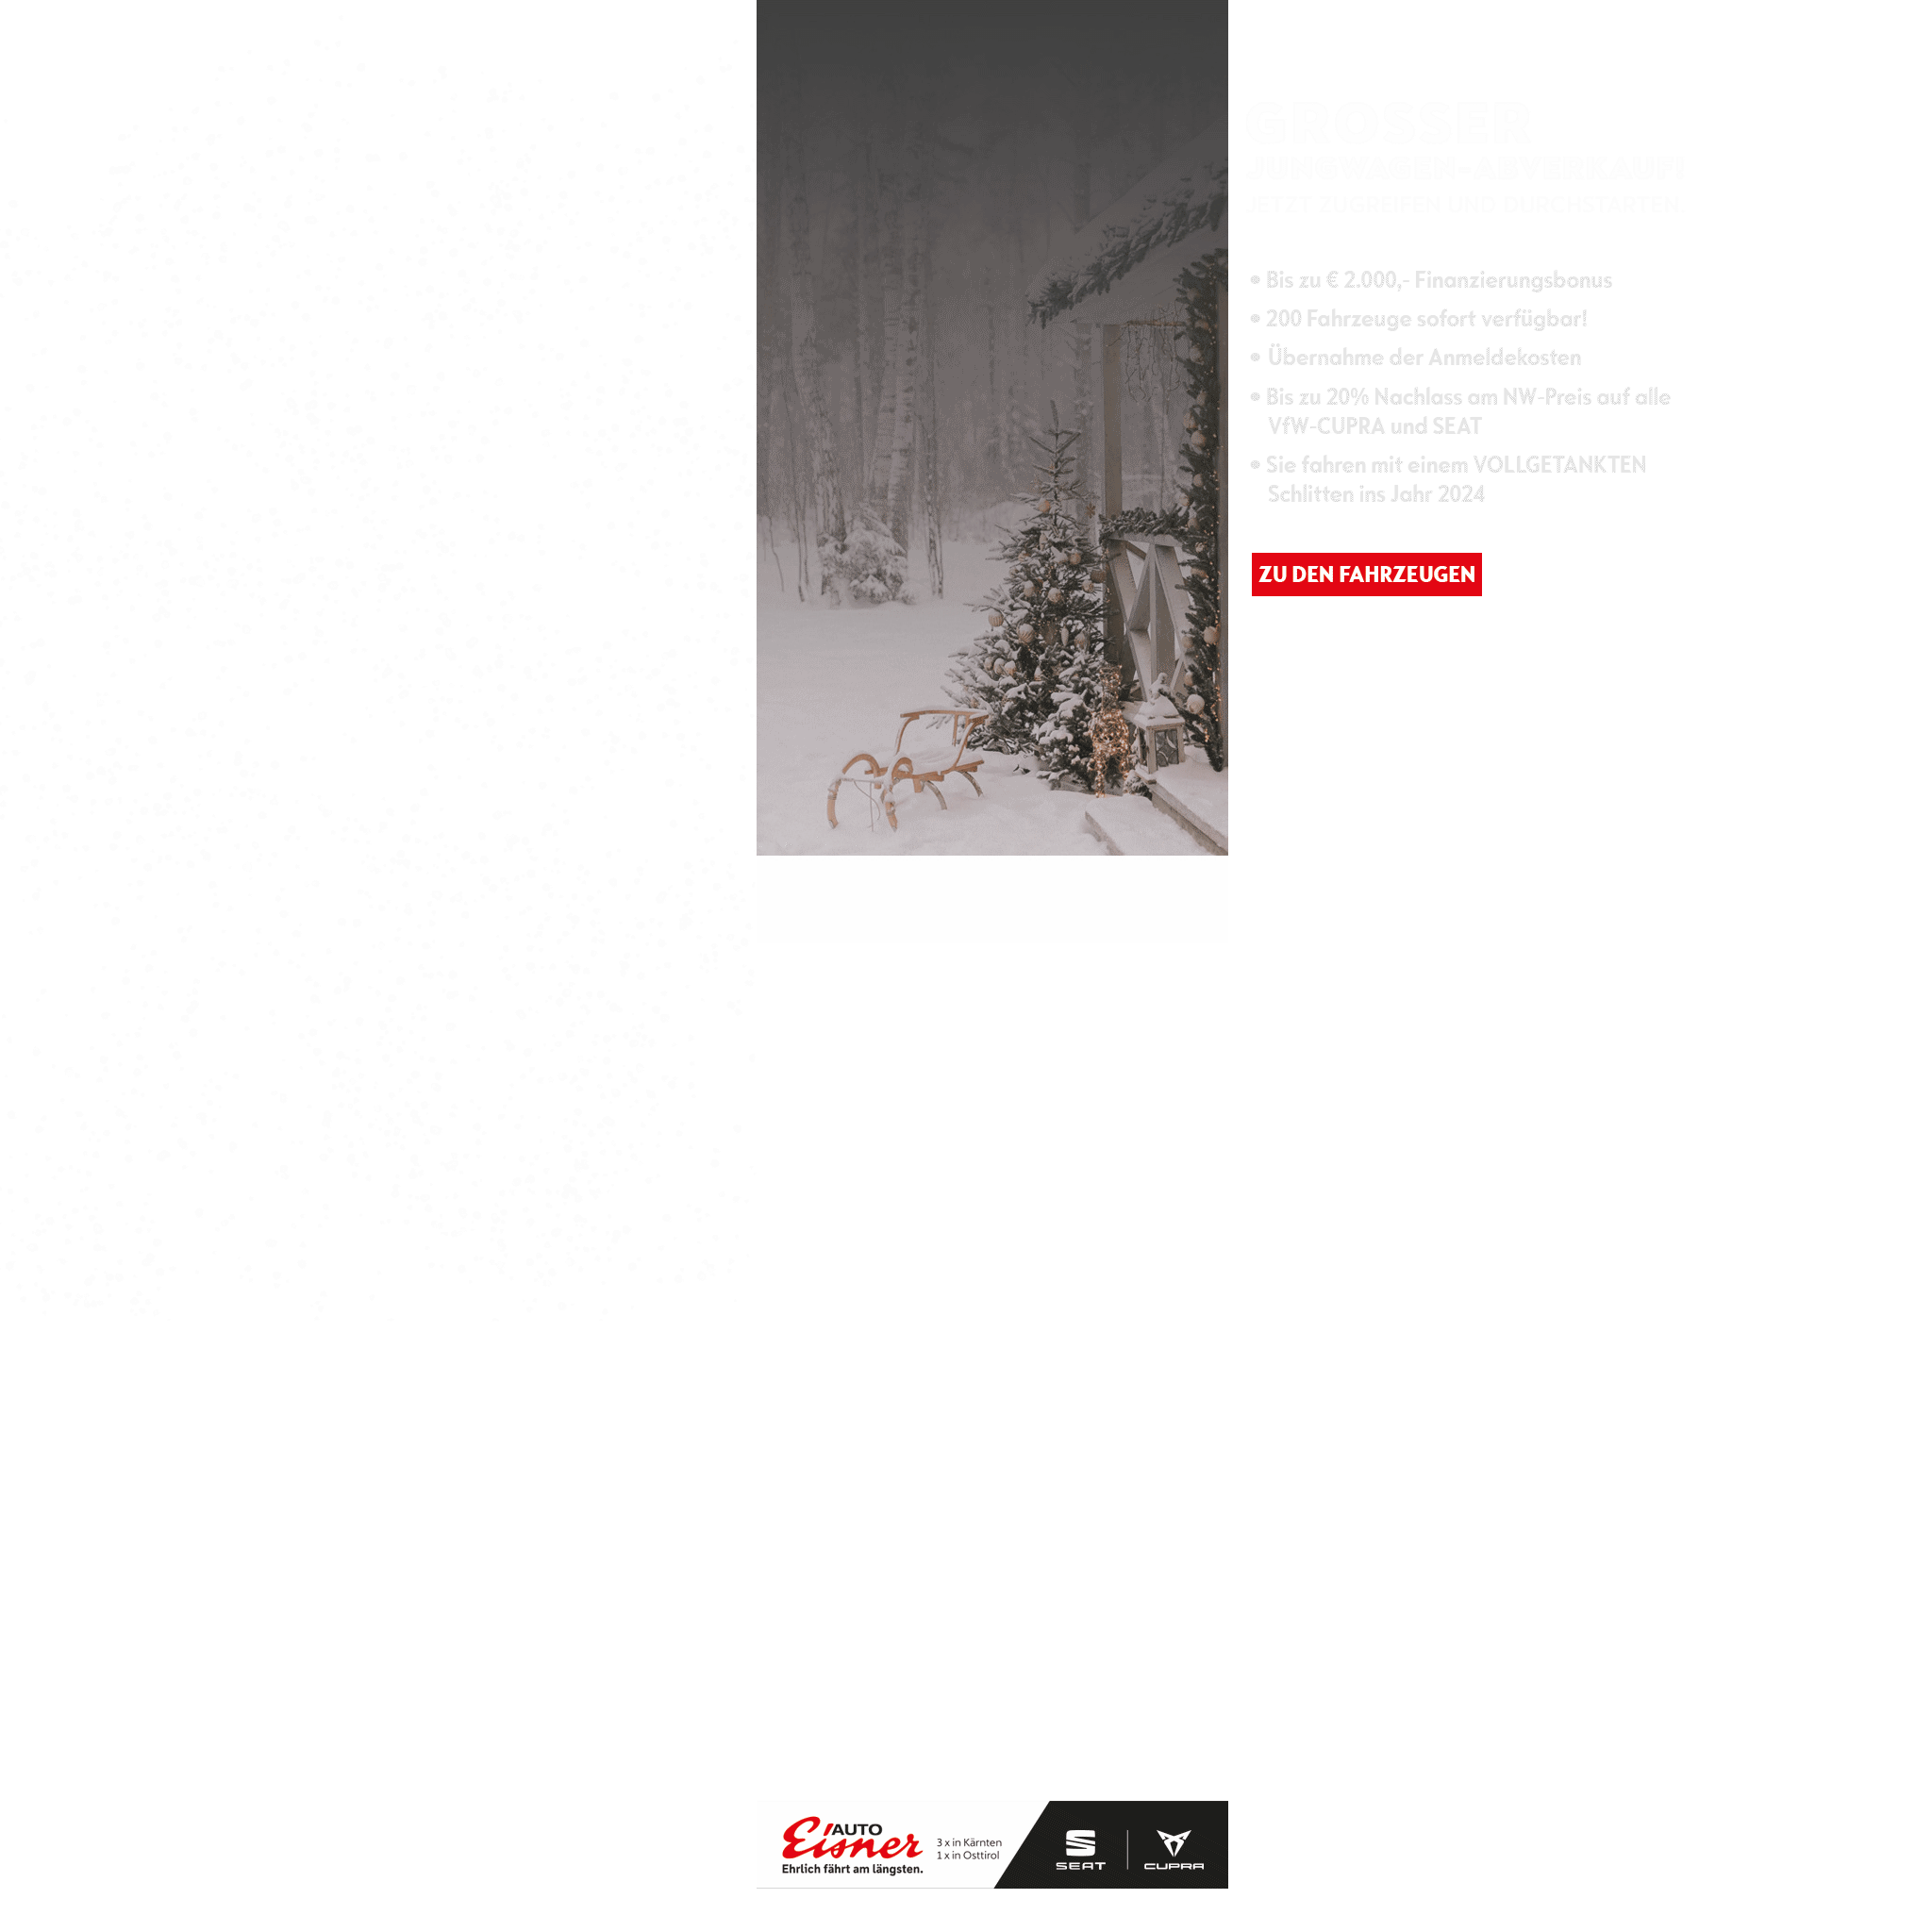 GROSSER
JUNGWAGEN-ABVERKAUF!
JETZT ZUGREIFEN UND DURCHSTARTEN
• Bis zu € 2.000,- Finanzierungsbonus
• 200 Fahrzeuge sofort verfügbar!
• Übernahme der Anmeldekosten
• Bis zu 20% Nachlass am NW-Preis auf alle
VfW-CUPRA und SEAT
• Sie fahren mit einem VOLLGETANKTEN
Schlitten ins Jahr 2024
ZU DEN FAHRZEUGEN
AUTO
Eisner
Ehrlich fährt am längsten.
3 x in Kärnten
1 x in Osttirol
SEAT
CUPRA